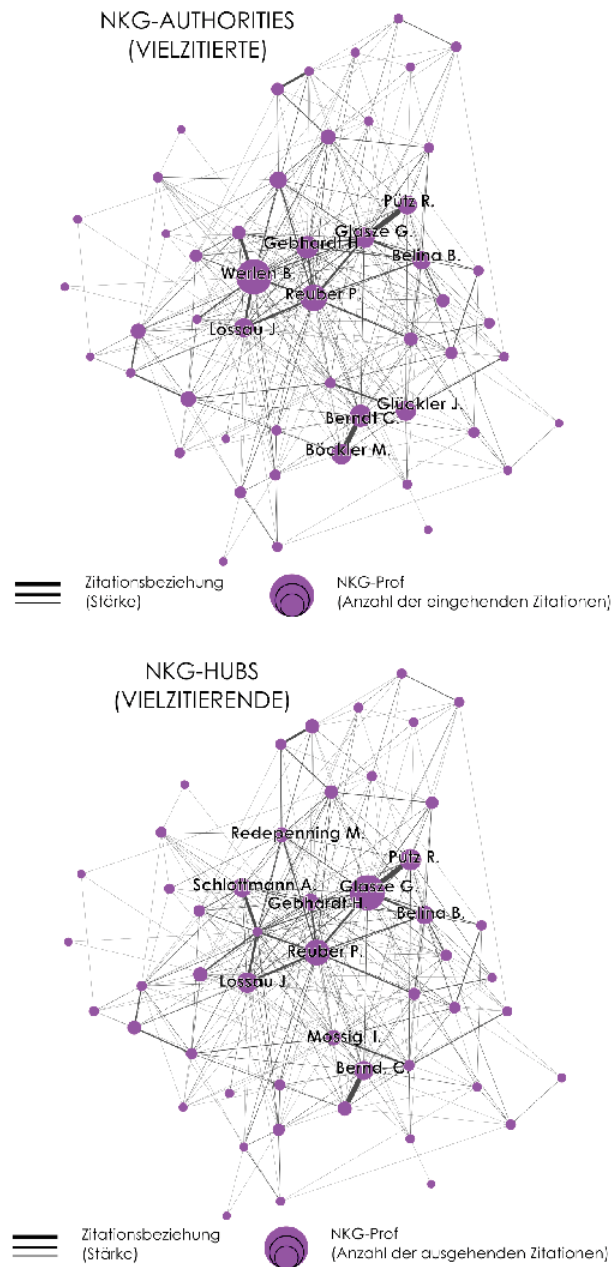 NKG-AUTHORITIES
(VIELZITIERTE)
Pütz R.
Glasze G.
Gebhardt H.
Belina B.
Werlen B.
Reuber P.
Lossau J.
Glückler J.
Berndt C.
Böckler M.
Zitationsbeziehung
(Stärke)
NKG-Prof
(Anzahl der eingehenden Zitationen)
NKG-HUBS
(VIELZITIERENDE)
Redepenning M.
Pütz R.
Schlottmann A.
Glasze G.
Gebhardt H.
Belina B.
Reuber P.
Lossau J.
Mossig I.
Bernd. C.
Zitationsbeziehung
(Stärke)
NKG-Prof
(Anzahl der ausgehenden Zitationen)